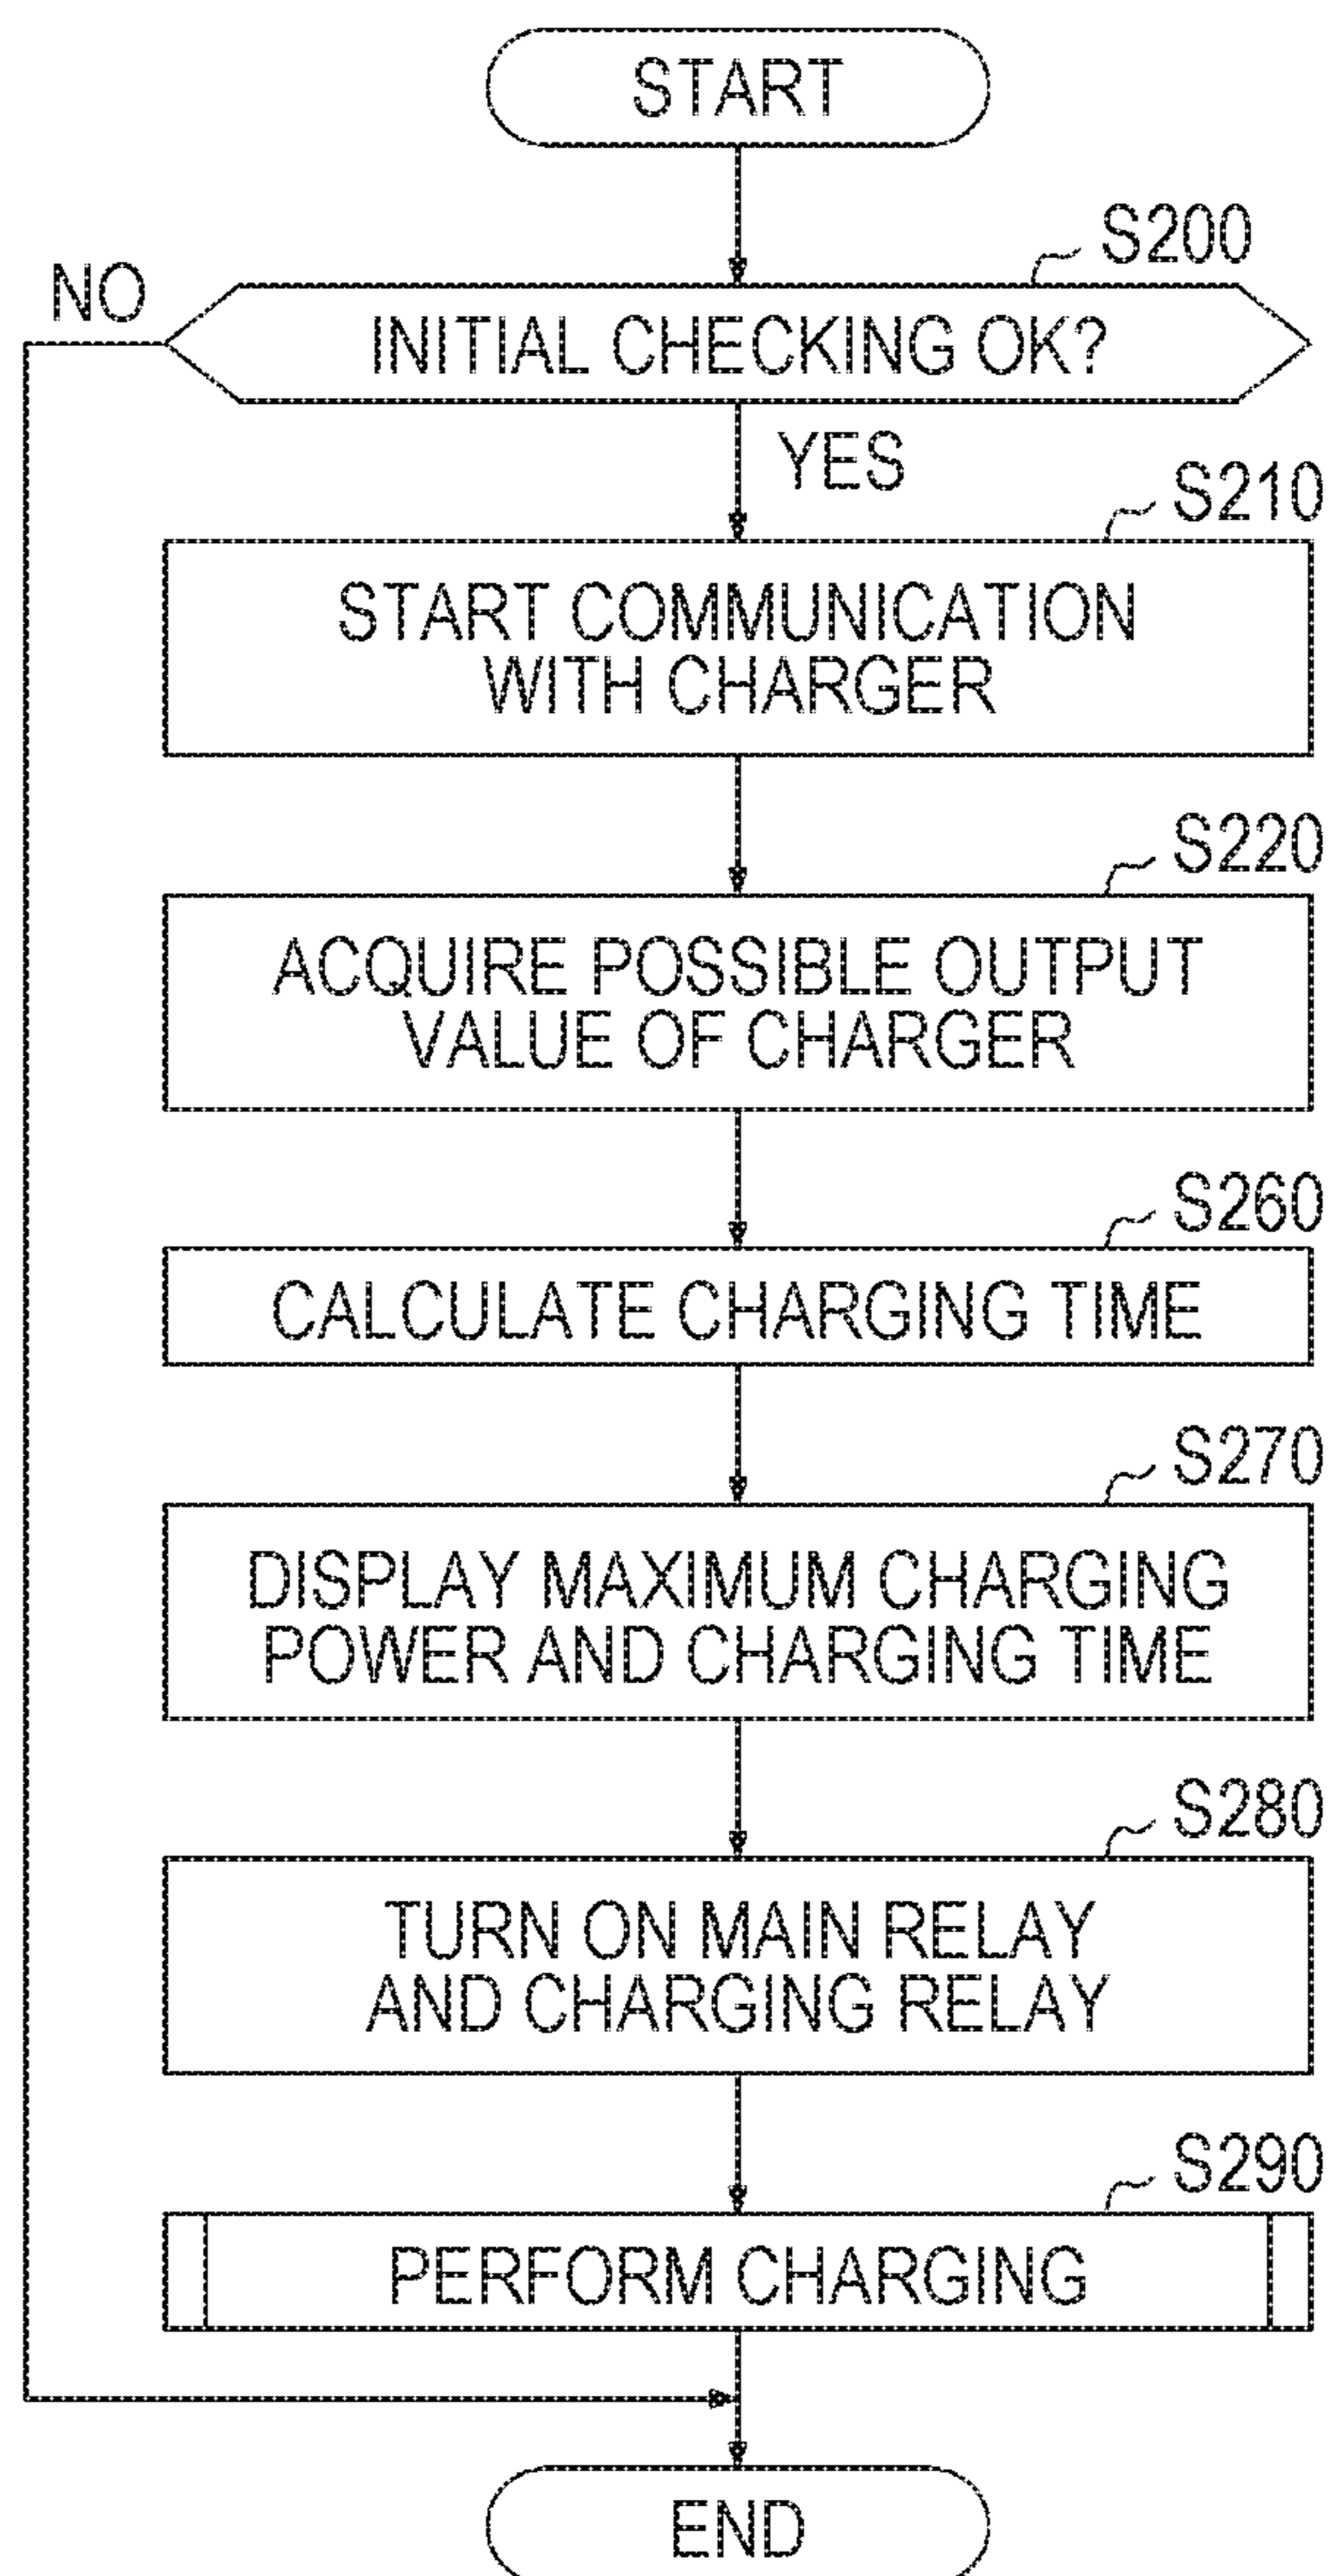 START
S200
NO
INITIAL CHECKING OK?
YES
S210
START COMMUNICATION
WITH CHARGER
S220
ACQUIRE POSSIBLE OUTPUT
VALUE OF CHARGER
S260
CALCULATE CHARGING TIME
S270
DISPLAY MAXIMUM CHARGING
POWER AND CHARGING TIME
S280
TURN ON MAIN RELAY
AND CHARGING RELAY
S290
PERFORM CHARGING
END